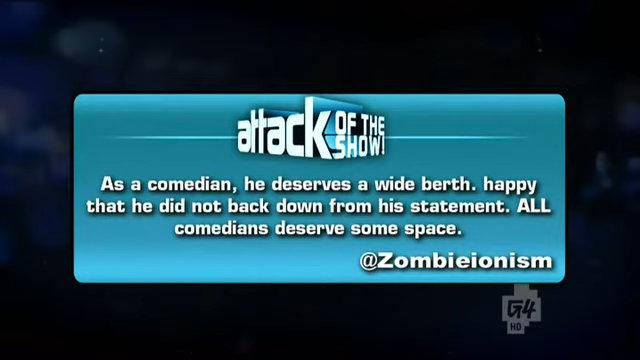 attack OF THE SHOW!
As a comedian, he deserves a wide berth. happy
that he did not back down from his statement. ALL
comedians deserve some space.
@Zombieionism
G4
HD